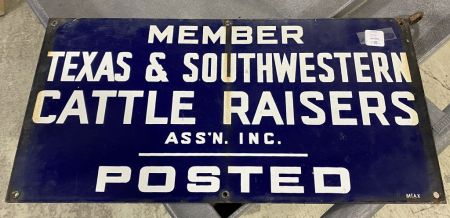 MEMBER
TEXAS & SOUTHWESTERN
CATTLE RAISERS
ASS'N. INC.
POSTED